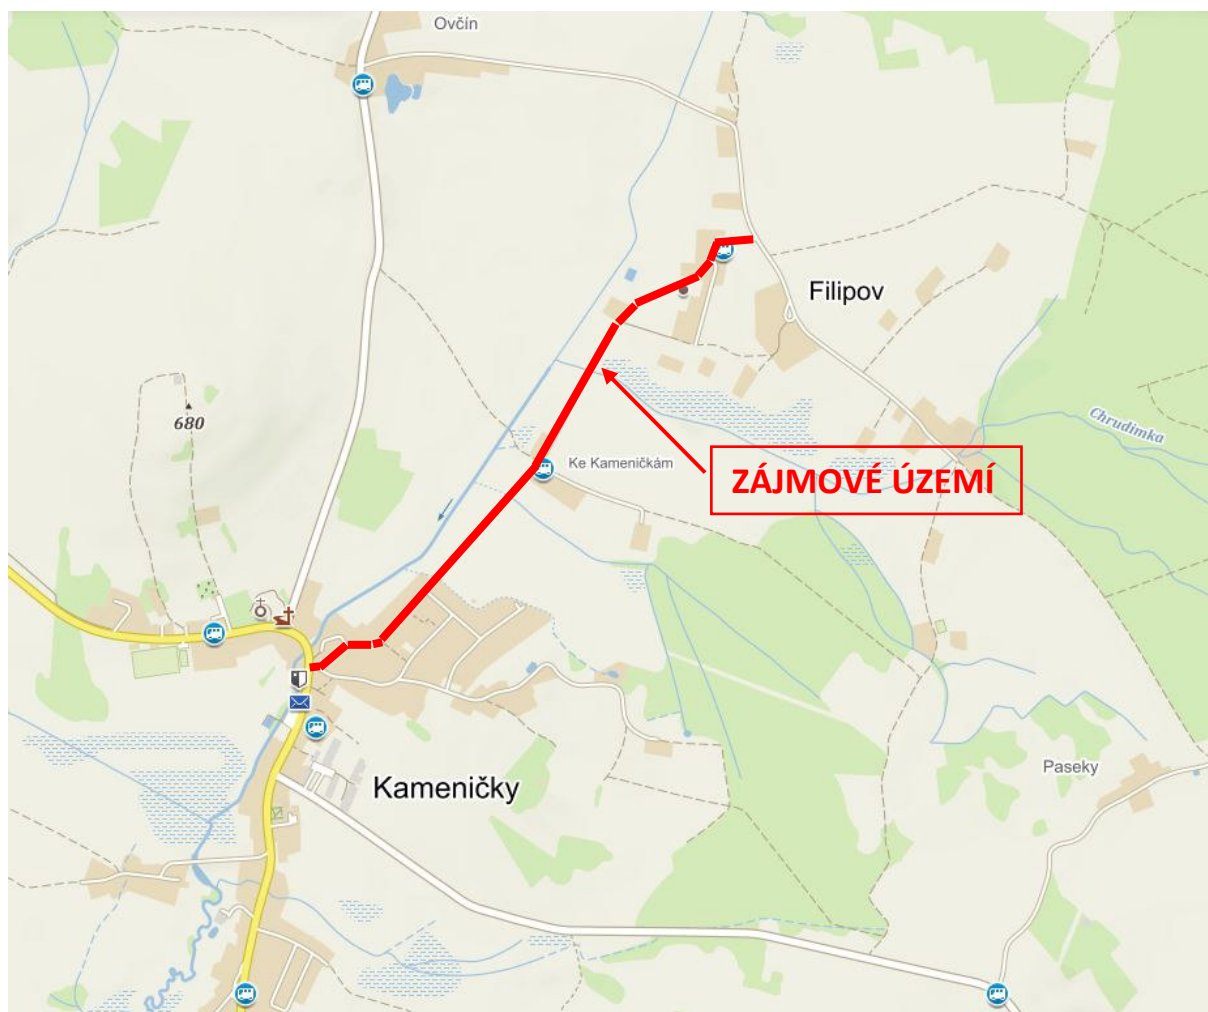 Ovčín
Filipov
680
Chrudimka
Ke Kameničkám
ZÁJMOVÉ ÚZEMÍ
Paseky
Kameničky